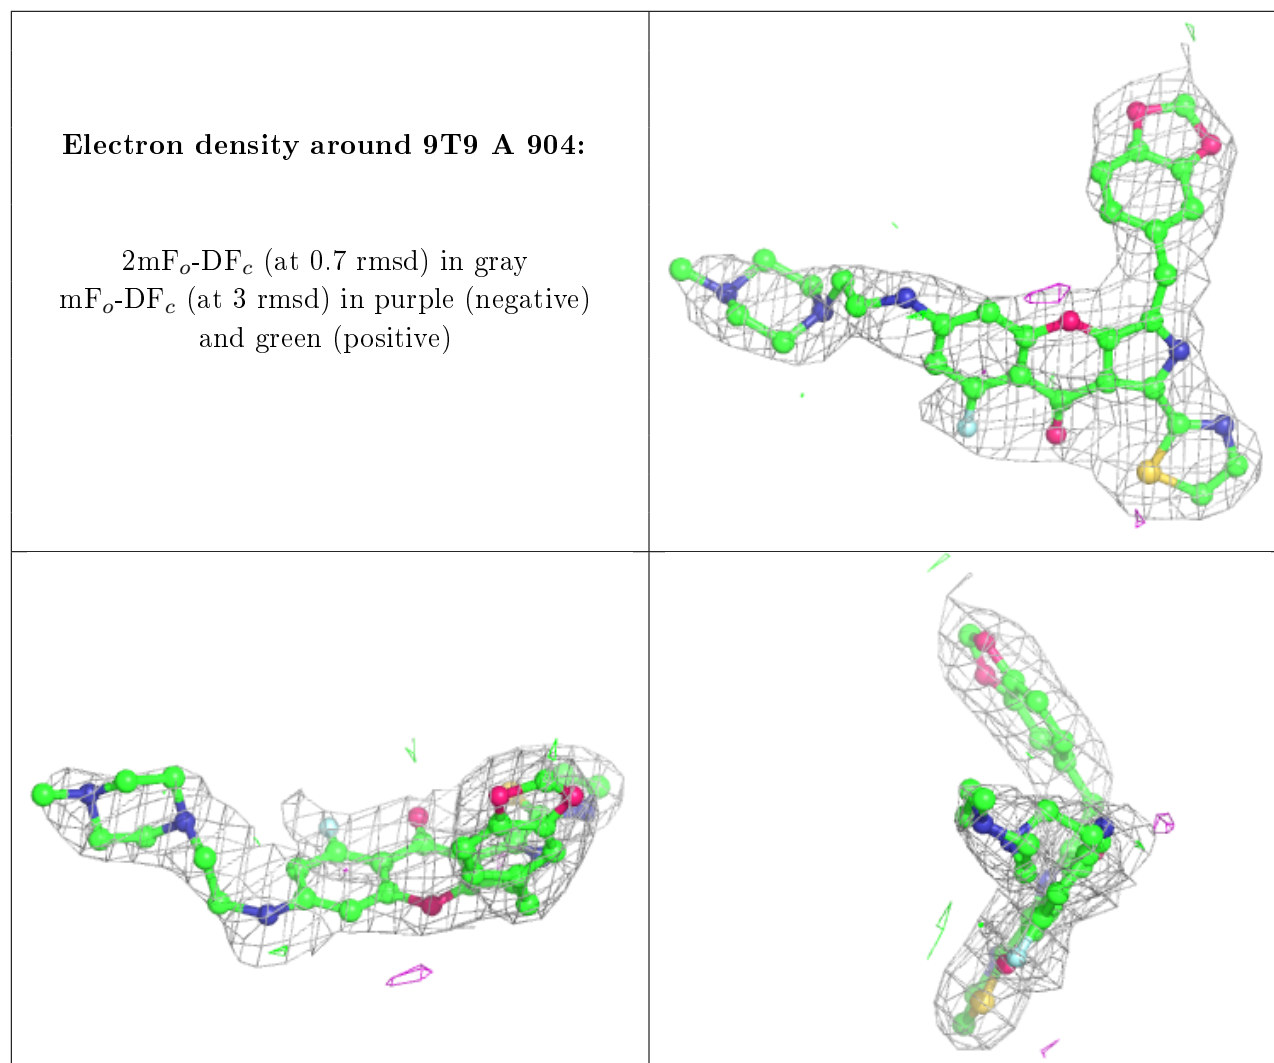 Electron density around 9T9 A 904:
2mFo-DFc (at 0.7 rmsd) in gray
mFo-DFc (at 3 rmsd) in purple (negative)
and green (positive)